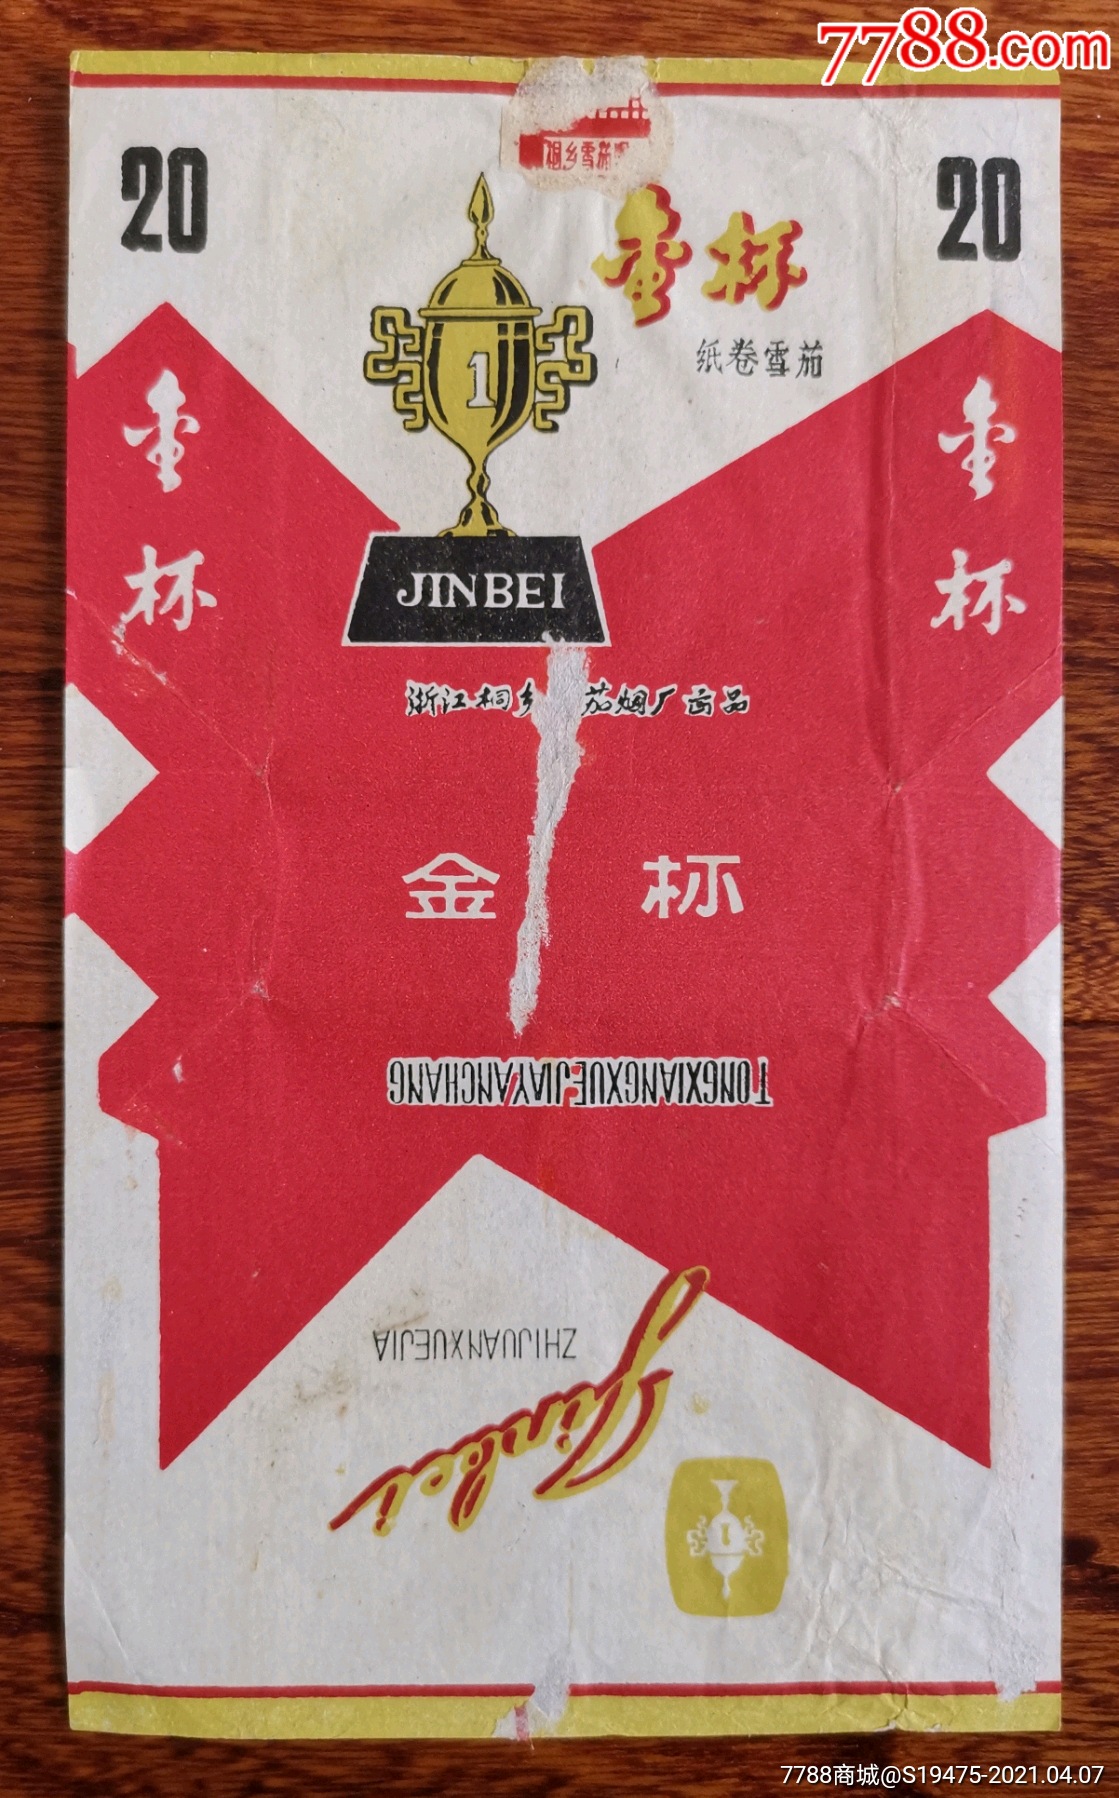 7788.com
桐乡雪茄
20
20
金杯
纸卷雪茄
1
金杯
金杯
JINBEI
浙江桐乡 茄烟厂出品
金杯
TONGXIANGXUEJIAYANCHANG
ZHIJUANXUEJIA
Jinbei
1
7788商城@S19475-2021.04.07